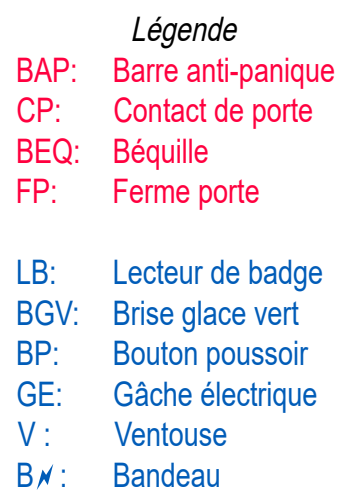 Légende
BAP: Barre anti-panique
CP: Contact de porte
BEQ: Béquille
FP: Ferme porte
LB: Lecteur de badge
BGV: Brise glace vert
BP: Bouton poussoir
GE: Gâche électrique
V : Ventouse
B : Bandeau